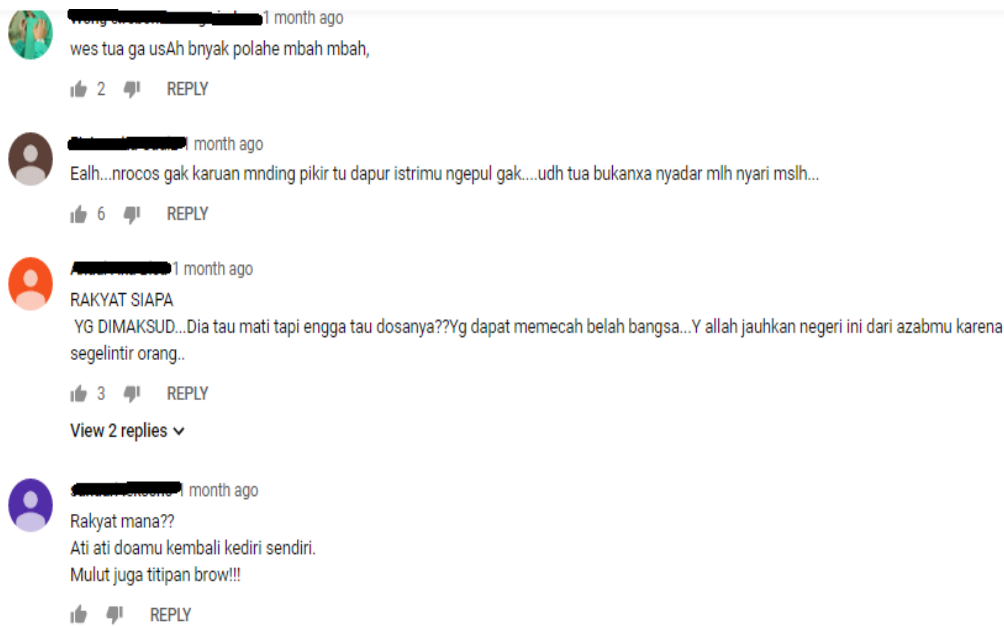 1 month ago
wes tua ga usAh bnyak polahe mbah mbah,
2 REPLY
1 month ago
Ealh...nrocos gak karuan mnding pikir tu dapur istrimu ngepul gak....udh tua bukanxa nyadar mlh nyari mslh...
6 REPLY
1 month ago
RAKYAT SIAPA
YG DIMAKSUD...Dia tau mati tapi engga tau dosanya??Yg dapat memecah belah bangsa...Y allah jauhkan negeri ini dari azabmu karena
segelintir orang..
3 REPLY
View 2 replies
1 month ago
Rakyat mana??
Ati ati doamu kembali kediri sendiri.
Mulut juga titipan brow!!!
REPLY